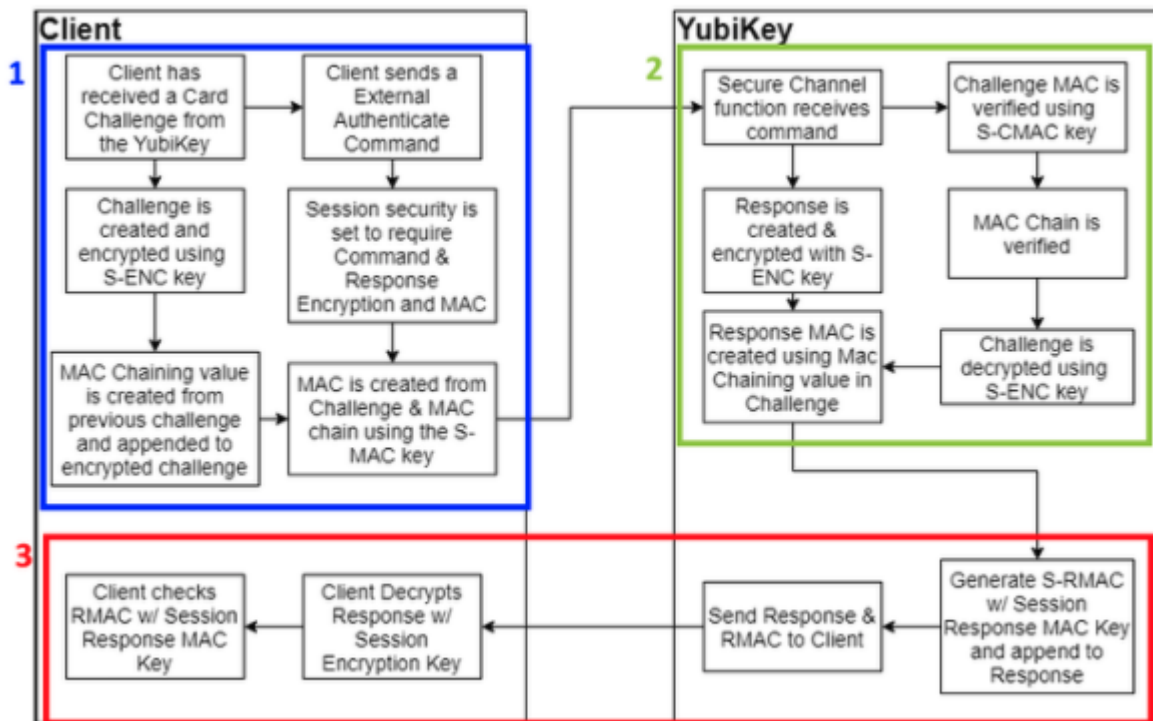 Client
YubiKey
1
Client has
received a Card
Challenge from
the YubiKey
Client sends a
External
Authenticate
Command
Challenge is
created and
encrypted using
S-ENC key
Session security is
set to require
Command &
Response
Encryption and MAC
MAC Chaining value
is created from
previous challenge
and appended to
encrypted challenge
MAC is created from
Challenge & MAC
chain using the S-
MAC key
2
Secure Channel
function receives
command
Challenge MAC is
verified using
S-CMAC key
Response is
created &
encrypted with S-
ENC key
MAC Chain is
verified
Response MAC is
created using Mac
Chaining value in
Challenge
Challenge is
decrypted using
S-ENC key
3
Client checks
RMAC w/ Session
Response MAC
Key
Client Decrypts
Response w/
Session
Encryption Key
Send Response &
RMAC to Client
Generate S-RMAC
w/ Session
Response MAC Key
and append to
Response